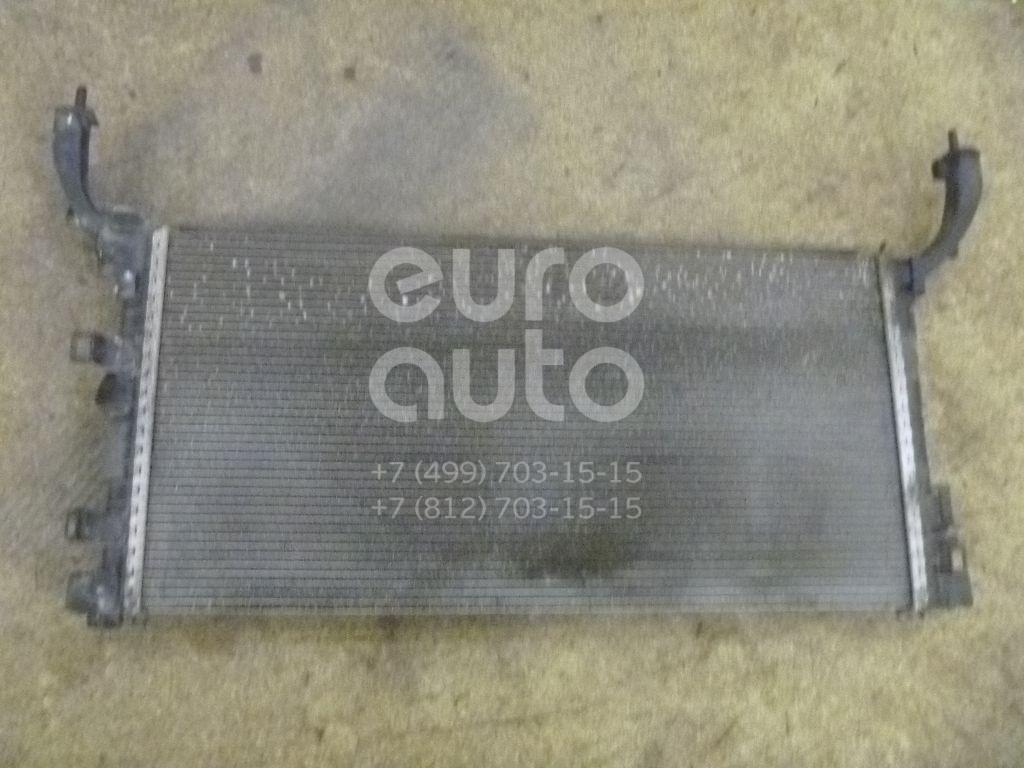 euro
auto
+7 (499) 703-15-15
+7 (812) 703-15-15